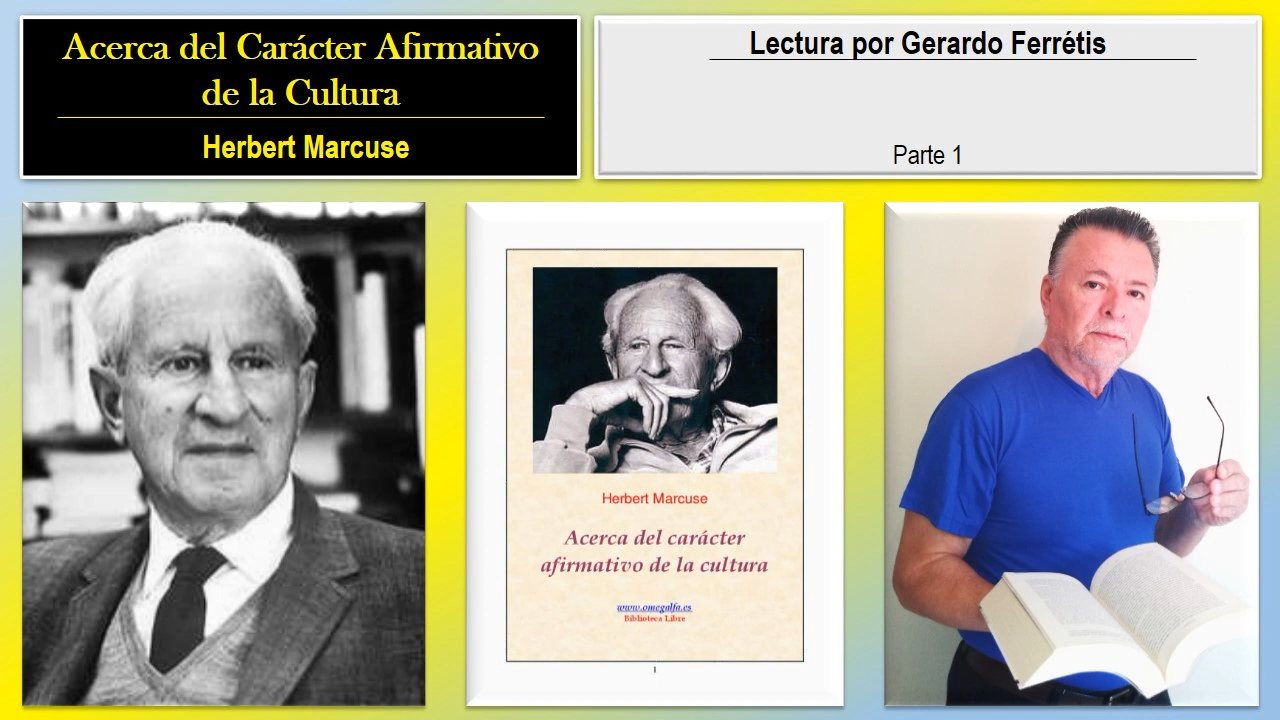 Acerca del Carácter Afirmativo
de la Cultura
Herbert Marcuse
Lectura por Gerardo Ferrétis
Parte 1
Herbert Marcuse
Acerca del carácter
afirmativo de la cultura
www.omegalfa.es
Biblioteca Libre
1